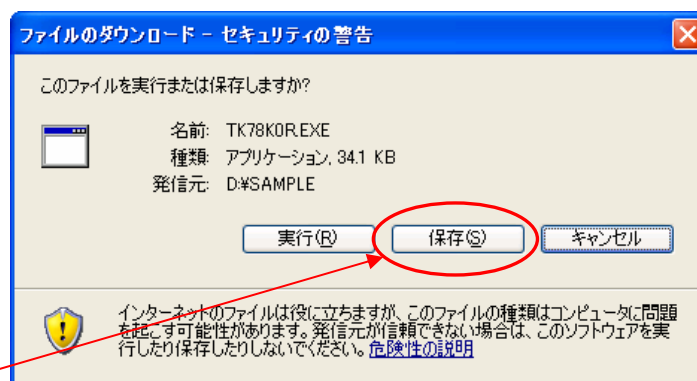 ファイルのダウンロード - セキュリティの警告
このファイルを実行または保存しますか?
名前: TK78K0R.EXE
種類: アプリケーション, 34.1 KB
発信元: D:¥SAMPLE
実行(R) 保存(S) キャンセル
インターネットのファイルは役に立ちますが、このファイルの種類はコンピュータに問題
を起こす可能性があります。発信元が信頼できない場合は、このソフトウェアを実
行したり保存したりしないでください。危険性の説明